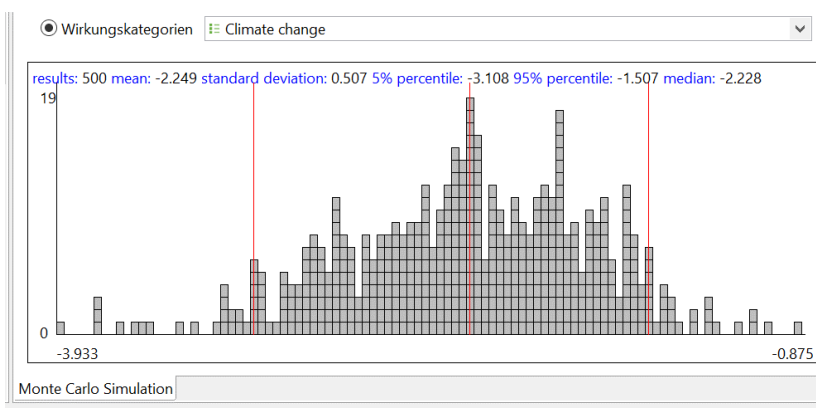 Wirkungskategorien Climate change
results: 500 mean: -2.249 standard deviation: 0.507 5% percentile: -3.108 95% percentile: -1.507 median: -2.228
19
0
-3.933 -0.875
Monte Carlo Simulation